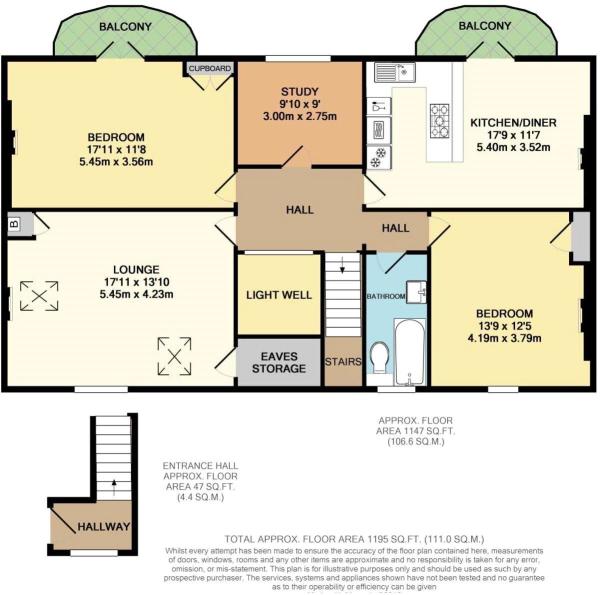 BALCONY
BALCONY
CUPBOARD
BEDROOM
17'11 x 11'8
5.45m x 3.56m
STUDY
9'10 x 9'
3.00m x 2.75m
KITCHEN/DINER
17'9 x 11'7
5.40m x 3.52m
HALL
HALL
B
LOUNGE
17'11 x 13'10
5.45m x 4.23m
LIGHT WELL
BATHROOM
BEDROOM
13'9 x 12'5
4.19m x 3.79m
EAVES
STORAGE
STAIRS
APPROX. FLOOR
AREA 1147 SQ.FT.
(106.6 SQ.M.)
ENTRANCE HALL
APPROX. FLOOR
AREA 47 SQ.FT.
(4.4 SQ.M.)
HALLWAY
TOTAL APPROX. FLOOR AREA 1195 SQ.FT. (111.0 SQ.M.)
Whilst every attempt has been made to ensure the accuracy of the floor plan contained here, measurements
of doors, windows, rooms and any other items are approximate and no responsibility is taken for any error,
omission, or mis-statement. This plan is for illustrative purposes only and should be used as such by any
prospective purchaser. The services, systems and appliances shown have not been tested and no guarantee
as to their operability or efficiency can be given